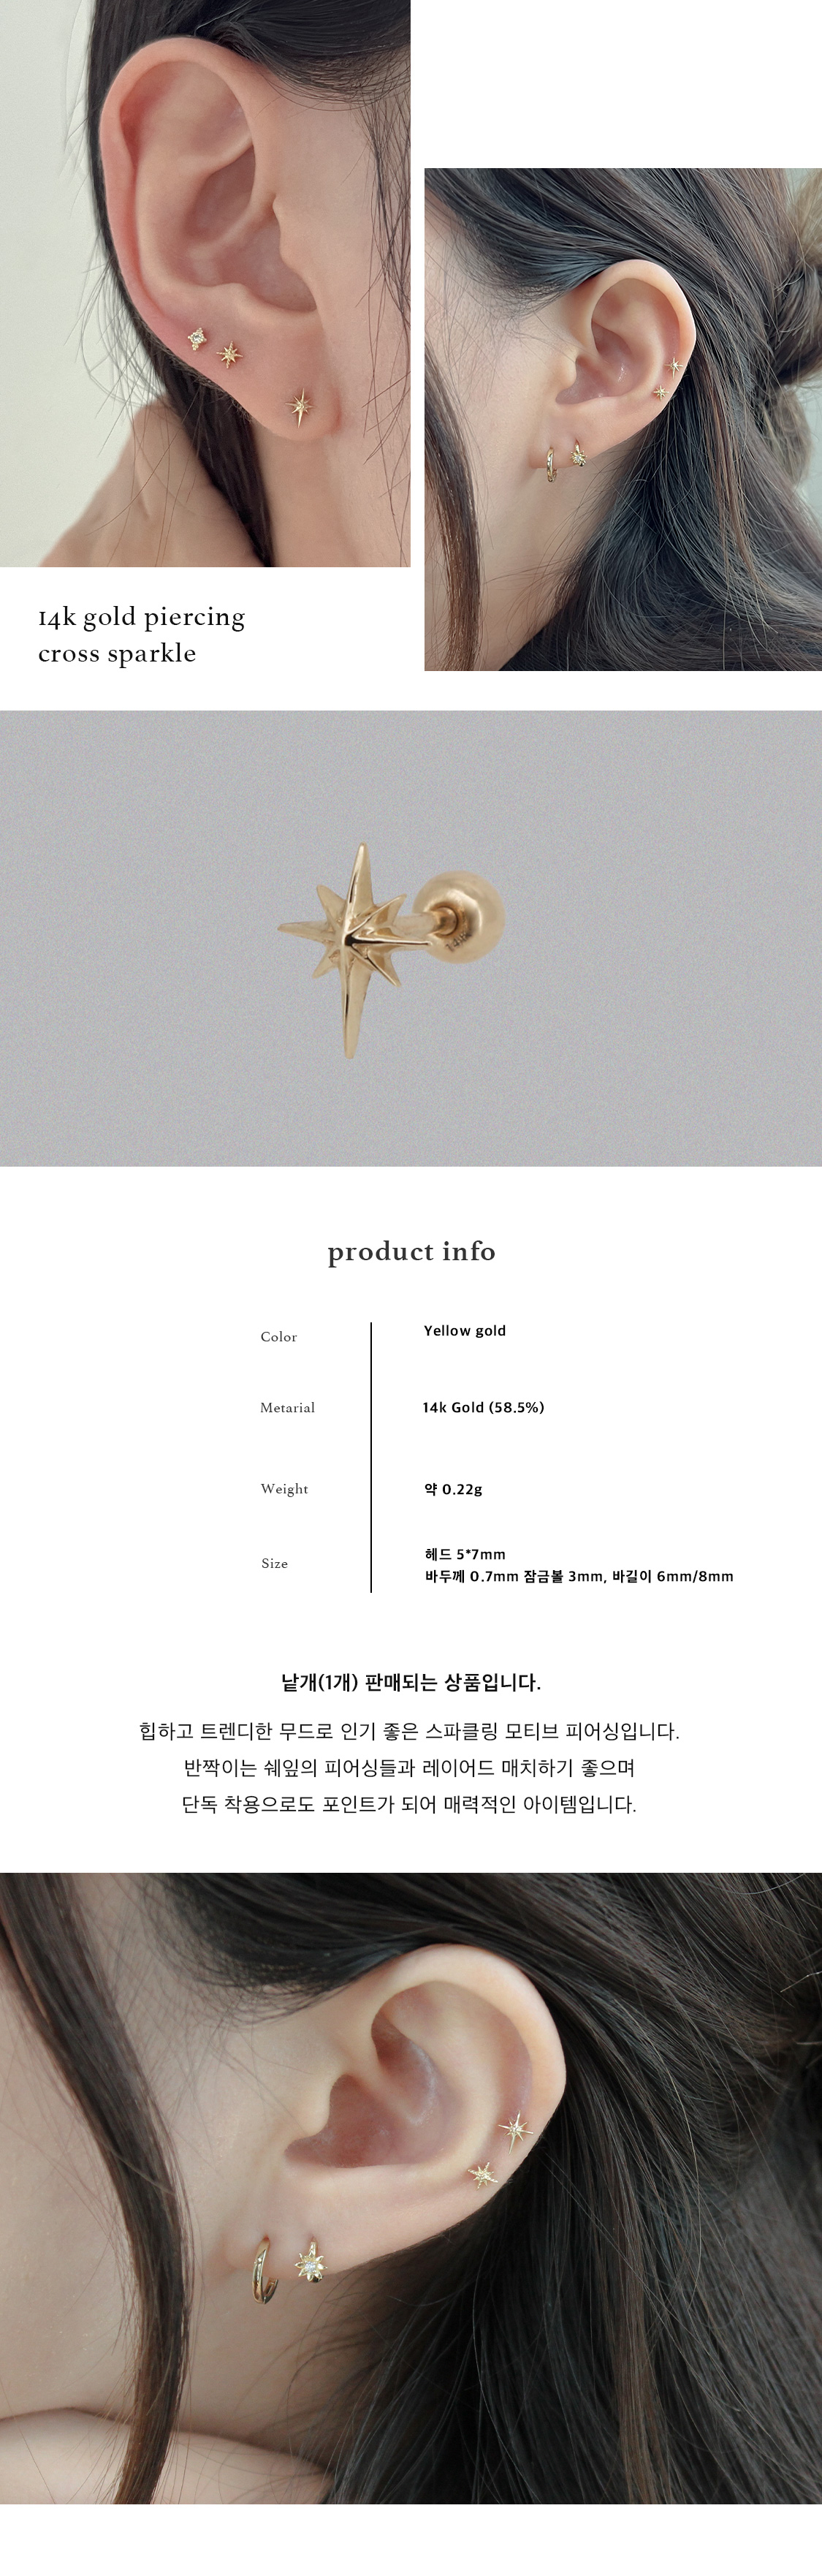 14k gold piercing
cross sparkle
14K
product info
Color
Yellow gold
Metarial
14k Gold (58.5%)
Weight
약 0.22g
Size
헤드 5*7mm
바두께 0.7mm 잠금볼 3mm, 바길이 6mm/8mm
낱개(1개) 판매되는 상품입니다.
힙하고 트렌디한 무드로 인기 좋은 스파클링 모티브 피어싱입니다.
반짝이는 쉐잎의 피어싱들과 레이어드 매치하기 좋으며
단독 착용으로도 포인트가 되어 매력적인 아이템입니다.